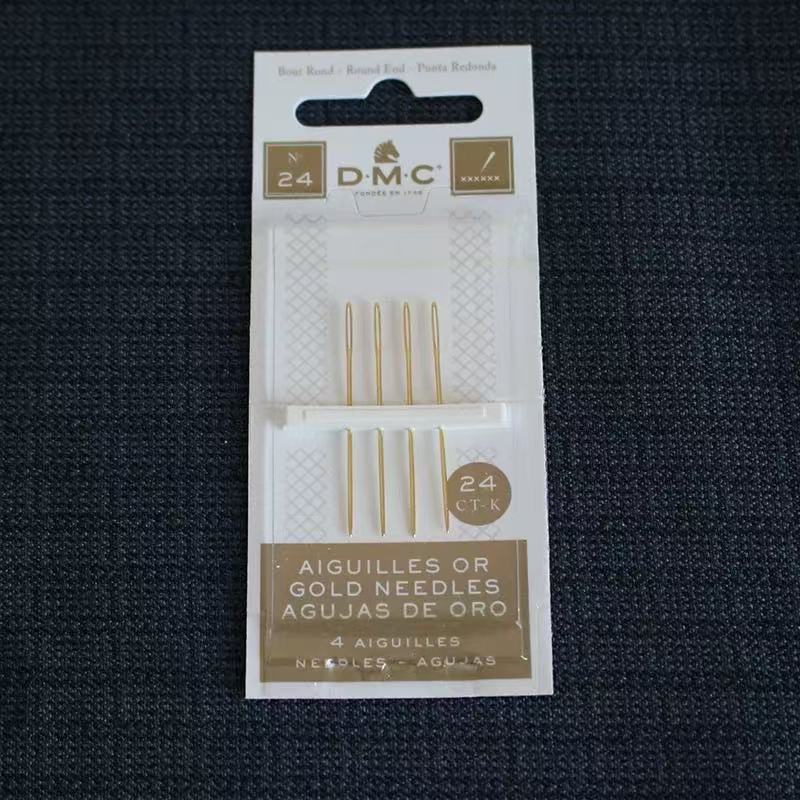 Bout Rond - Round End - Punta Redonda
N°
24
D·M·C
FONDÉE EN 1746
xxxxxx
24
CT-K
AIGUILLES OR
GOLD NEEDLES
AGUJAS DE ORO
4 AIGUILLES
NEEDLES - AGUJAS